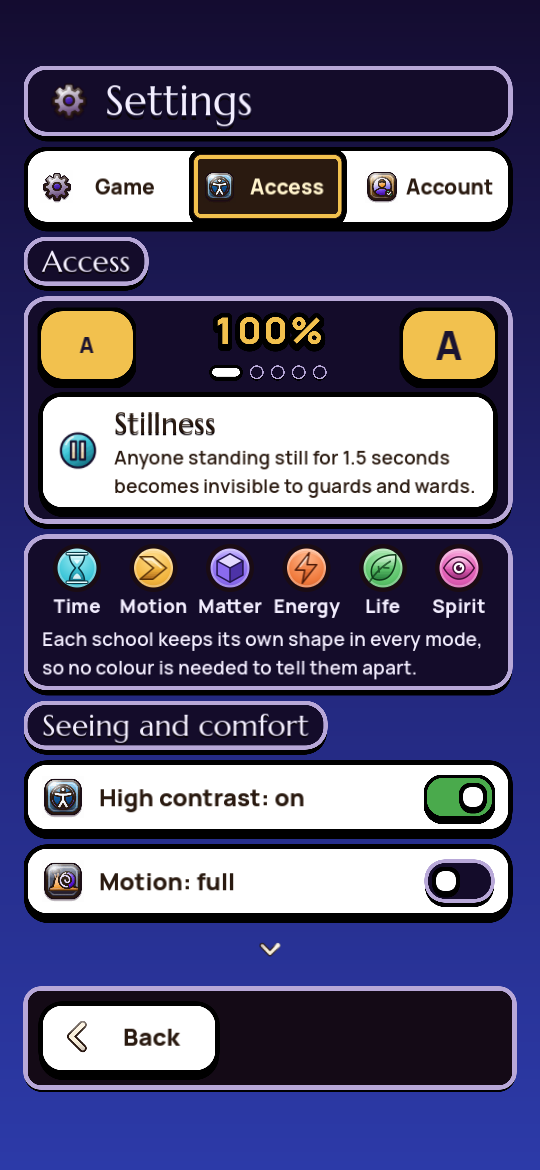 Settings
Game
Access
Account
Access
A
100%
A
Stillness
Anyone standing still for 1.5 seconds
becomes invisible to guards and wards.
Time
Motion
Matter
Energy
Life
Spirit
Each school keeps its own shape in every mode,
so no colour is needed to tell them apart.
Seeing and comfort
High contrast: on
Motion: full
Back